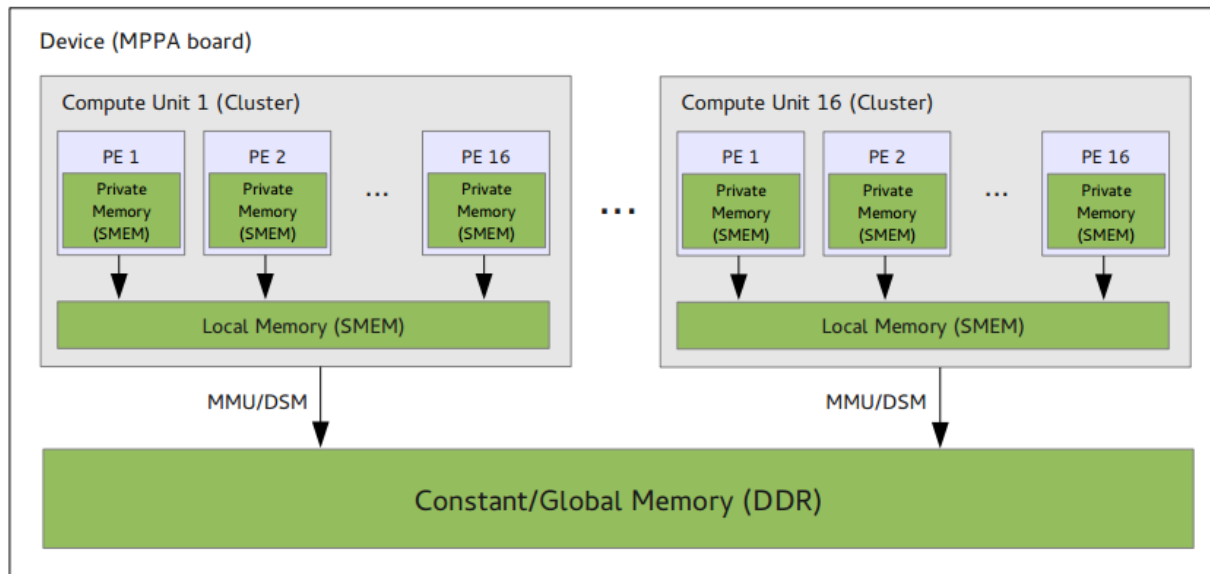 Device (MPPA board)
Compute Unit 1 (Cluster)
PE 1
Private
Memory
(SMEM)
PE 2
Private
Memory
(SMEM)
...
PE 16
Private
Memory
(SMEM)
Local Memory (SMEM)
MMU/DSM
...
Compute Unit 16 (Cluster)
PE 1
Private
Memory
(SMEM)
PE 2
Private
Memory
(SMEM)
...
PE 16
Private
Memory
(SMEM)
Local Memory (SMEM)
MMU/DSM
Constant/Global Memory (DDR)